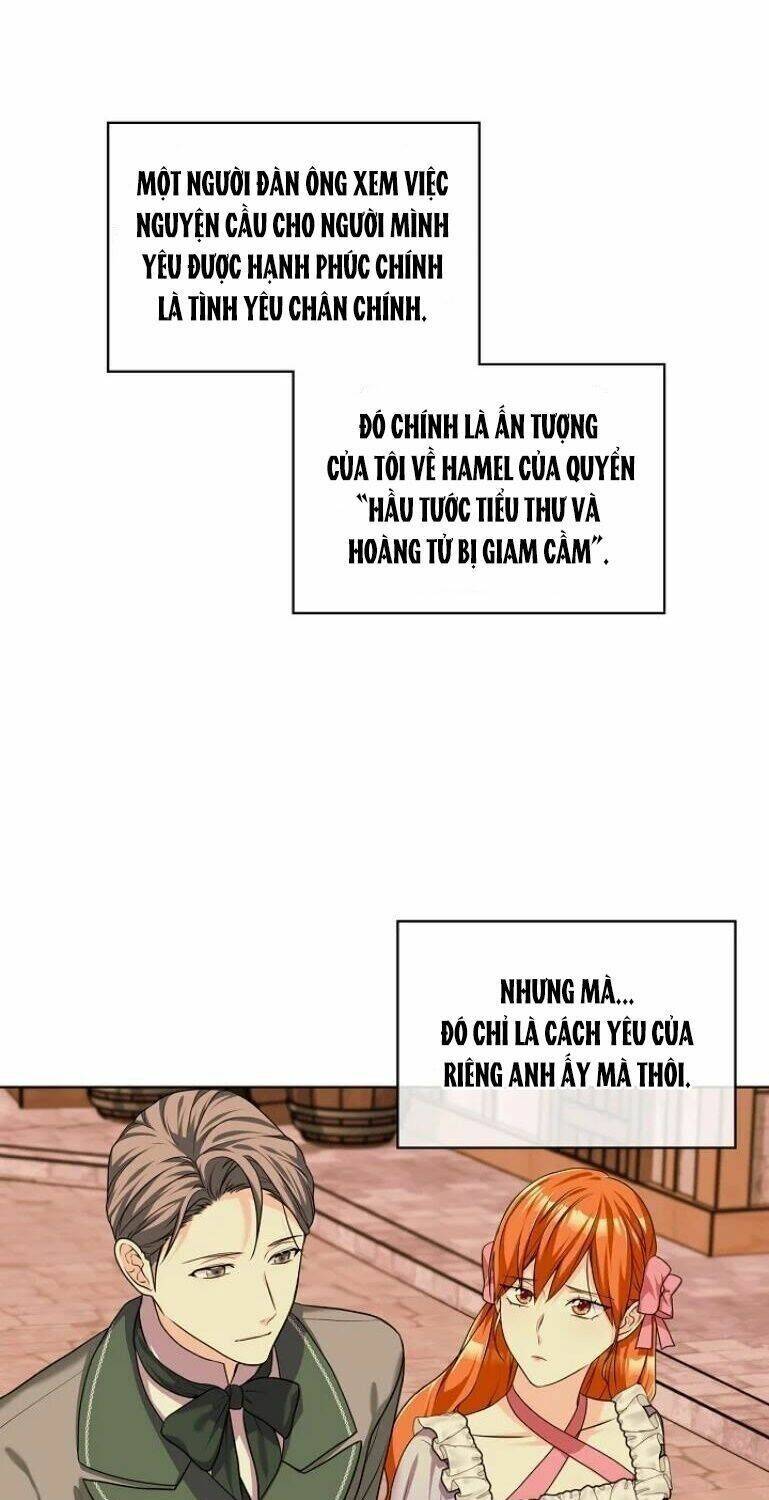 MỘT NGƯỜI ĐÀN ÔNG XEM VIỆC
NGUYỆN CẦU CHO NGƯỜI MÌNH
YÊU ĐƯỢC HẠNH PHÚC CHÍNH
LÀ TÌNH YÊU CHÂN CHÍNH.
ĐÓ CHÍNH LÀ ẤN TƯỢNG
CỦA TÔI VỀ HAMEL CỦA QUYỂN
“HẦU TƯỚC TIỂU THƯ VÀ
HOÀNG TỬ BỊ GIAM CẦM”.
NHƯNG MÀ...
ĐÓ CHỈ LÀ CÁCH YÊU CỦA
RIÊNG ANH ẤY MÀ THÔI.